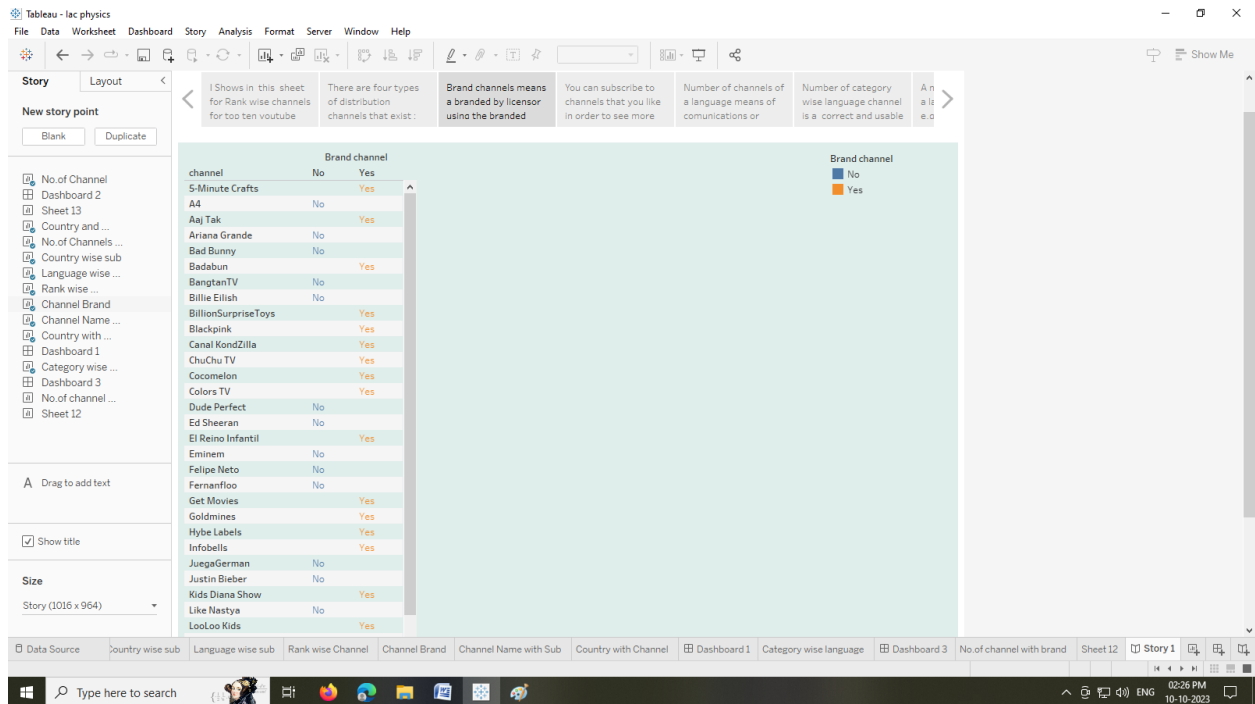 Tableau - lac physics
File Data Worksheet Dashboard Story Analysis Format Server Window Help
Show Me
Story Layout
New story point
Blank Duplicate
No.of Channel
Dashboard 2
Sheet 13
Country and ...
No.of Channels ...
Country wise sub
Language wise ...
Rank wise ...
Channel Brand
Channel Name ...
Country with ...
Dashboard 1
Category wise ...
Dashboard 3
No.of channel ...
Sheet 12
A Drag to add text
Show title
Size
Story (1016 x 964)
I Shows in this sheet
for Rank wise channels
for top ten youtube
There are four types
of distribution
channels that exist :
Brand channels means
a branded by licensor
using the branded
You can subscribe to
channels that you like
in order to see more
Number of channels of
a language means of
comunications or
Number of category
wise language channel
is a correct and usable
Brand channel
channel No Yes
5-Minute Crafts Yes
A4 No
Aaj Tak Yes
Ariana Grande No
Bad Bunny No
Badabun Yes
BangtanTV No
Billie Eilish No
BillionSurpriseToys Yes
Blackpink Yes
Canal KondZilla Yes
ChuChu TV Yes
Cocomelon Yes
Colors TV Yes
Dude Perfect No
Ed Sheeran No
El Reino Infantil Yes
Eminem No
Felipe Neto No
Fernanfloo No
Get Movies Yes
Goldmines Yes
Hybe Labels Yes
Infobells Yes
JuegaGerman No
Justin Bieber No
Kids Diana Show Yes
Like Nastya No
LooLoo Kids Yes
Brand channel
No
Yes
Data Source Country wise sub Language wise sub Rank wise Channel Channel Brand Channel Name with Sub Country with Channel Dashboard 1 Category wise language Dashboard 3 No.of channel with brand Sheet 12 Story 1
Type here to search
ENG
02:26 PM
10-10-2023